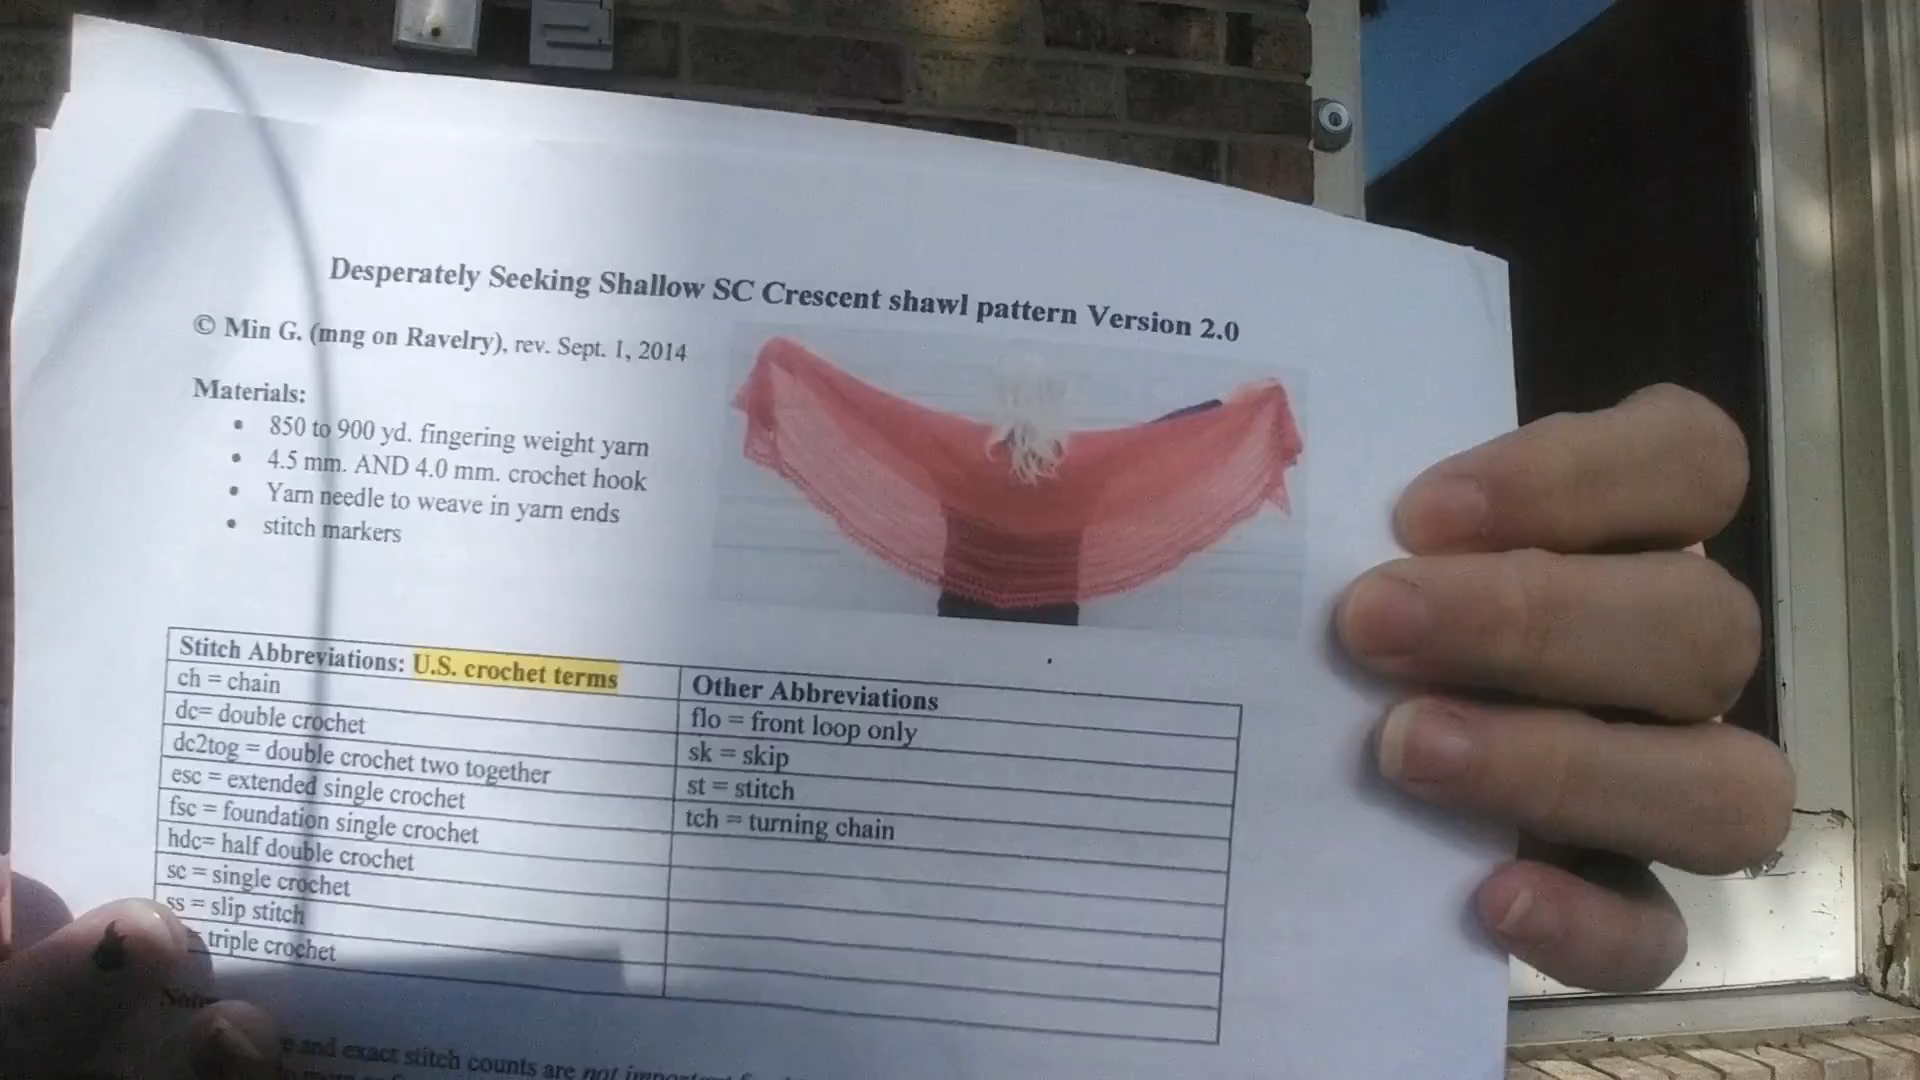 Desperately Seeking Shallow SC Crescent shawl pattern Version 2.0
© Min G. (mng on Ravelry), rev. Sept. 1, 2014
Materials:
• 850 to 900 yd. fingering weight yarn
• 4.5 mm. AND 4.0 mm. crochet hook
• Yarn needle to weave in yarn ends
• stitch markers
Stitch Abbreviations: U.S. crochet terms
ch = chain
dc= double crochet
dc2tog = double crochet two together
esc = extended single crochet
fsc = foundation single crochet
hdc= half double crochet
sc = single crochet
ss = slip stitch
= triple crochet
Other Abbreviations
flo = front loop only
sk = skip
st = stitch
tch = turning chain
and exact stitch counts are not